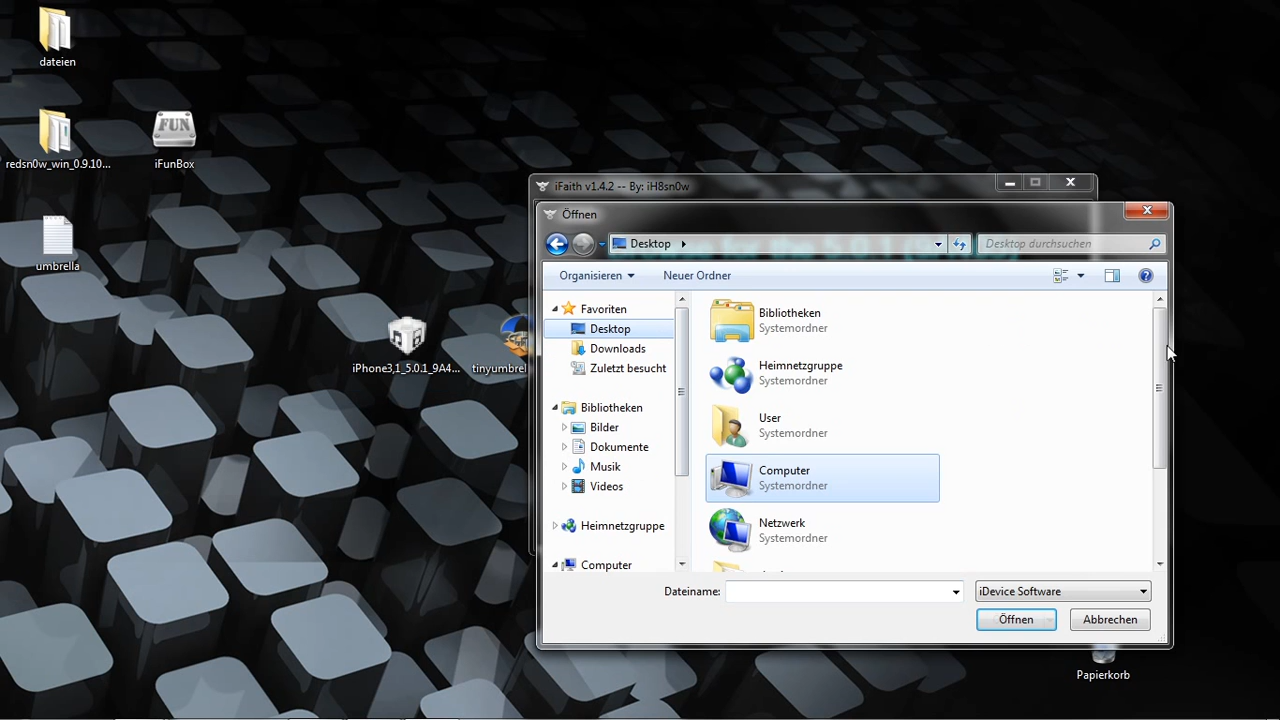 dateien
redsn0w_win_0.9.10...
FUN
iFunBox
umbrella
iPhone3,1_5.0.1_9A4...
tinyumbrel
iFaith v1.4.2 -- By: iH8sn0w
Öffnen
Desktop
Desktop durchsuchen
Organisieren
Neuer Ordner
Favoriten
Desktop
Downloads
Zuletzt besucht
Bibliotheken
Bilder
Dokumente
Musik
Videos
Heimnetzgruppe
Computer
Bibliotheken
Systemordner
Heimnetzgruppe
Systemordner
User
Systemordner
Computer
Systemordner
Netzwerk
Systemordner
Dateiname:
iDevice Software
Öffnen
Abbrechen
Papierkorb